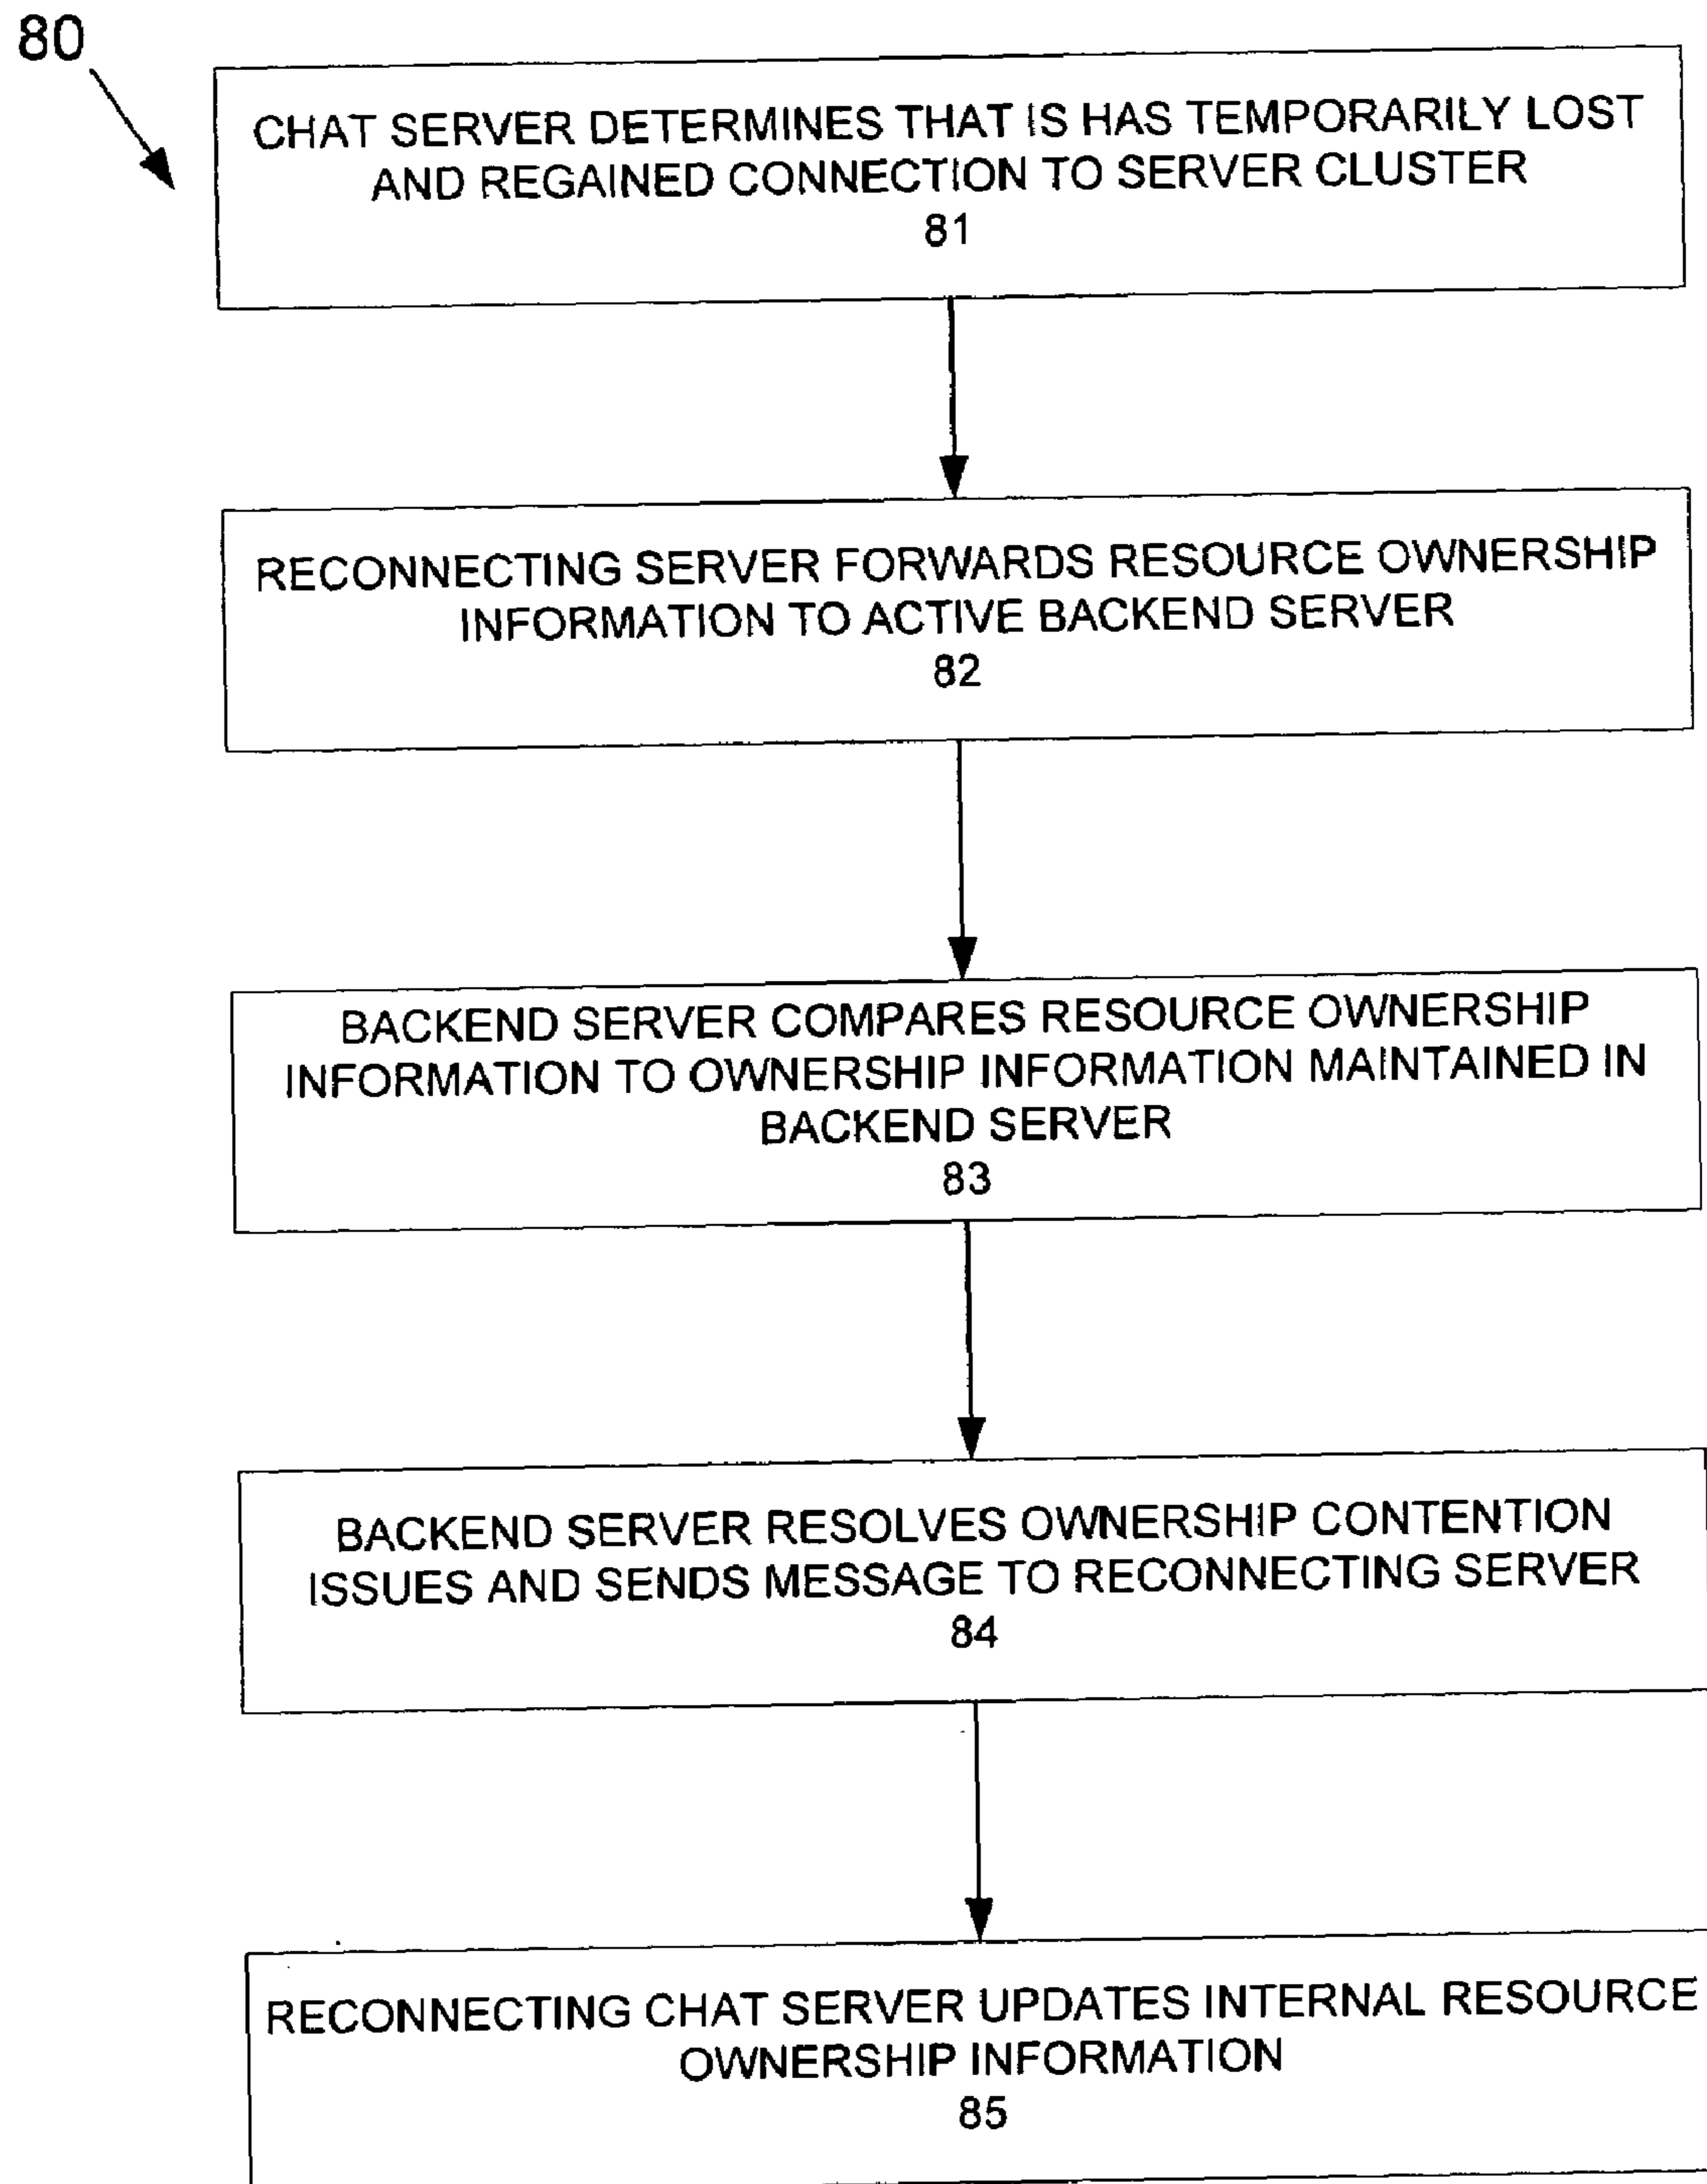 80
CHAT SERVER DETERMINES THAT IS HAS TEMPORARILY LOST
AND REGAINED CONNECTION TO SERVER CLUSTER
81
RECONNECTING SERVER FORWARDS RESOURCE OWNERSHIP
INFORMATION TO ACTIVE BACKEND SERVER
82
BACKEND SERVER COMPARES RESOURCE OWNERSHIP
INFORMATION TO OWNERSHIP INFORMATION MAINTAINED IN
BACKEND SERVER
83
BACKEND SERVER RESOLVES OWNERSHIP CONTENTION
ISSUES AND SENDS MESSAGE TO RECONNECTING SERVER
84
RECONNECTING CHAT SERVER UPDATES INTERNAL RESOURCE
OWNERSHIP INFORMATION
85